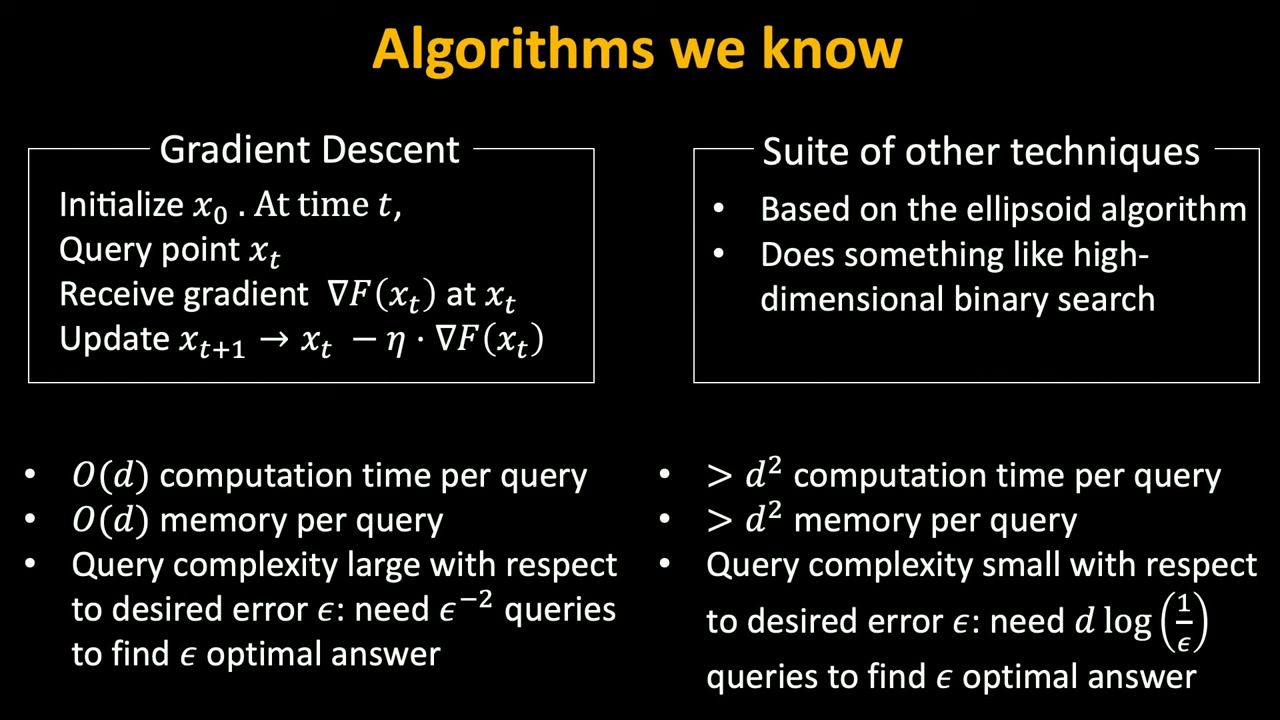 Algorithms we know
Gradient Descent
Initialize x₀ . At time t,
Query point xₜ
Receive gradient ∇F(xₜ) at xₜ
Update xₜ₊₁ → xₜ − η · ∇F(xₜ)
• O(d) computation time per query
• O(d) memory per query
• Query complexity large with respect
to desired error ϵ: need ϵ⁻² queries
to find ϵ optimal answer
Suite of other techniques
• Based on the ellipsoid algorithm
• Does something like high-
dimensional binary search
• > d² computation time per query
• > d² memory per query
• Query complexity small with respect
to desired error ϵ: need d log(1/ϵ)
queries to find ϵ optimal answer